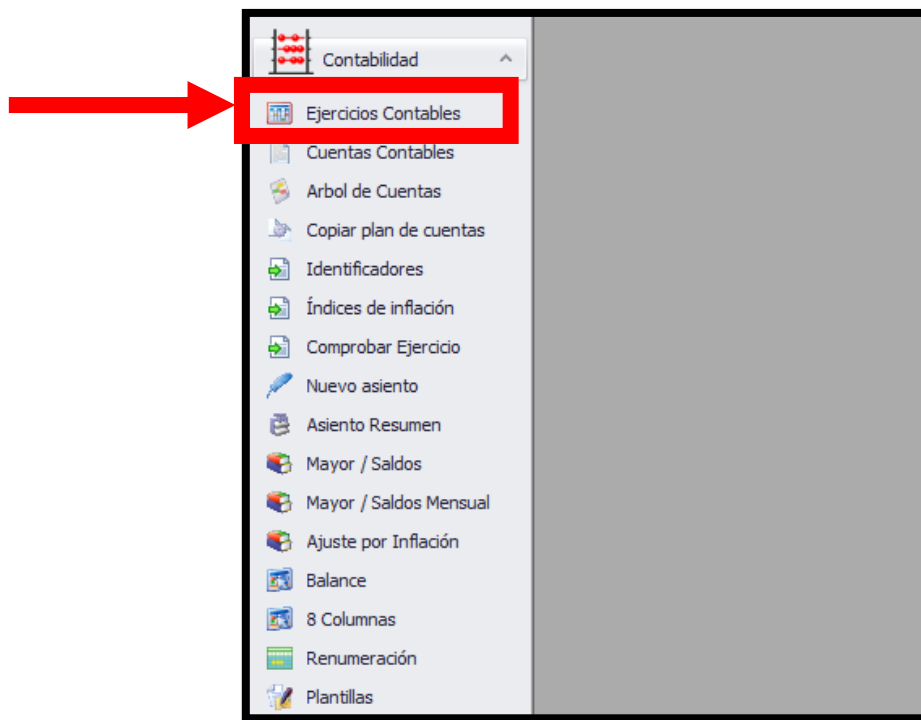 Contabilidad
Ejercicios Contables
Cuentas Contables
Arbol de Cuentas
Copiar plan de cuentas
Identificadores
Índices de inflación
Comprobar Ejercicio
Nuevo asiento
Asiento Resumen
Mayor / Saldos
Mayor / Saldos Mensual
Ajuste por Inflación
Balance
8 Columnas
Renumeración
Plantillas